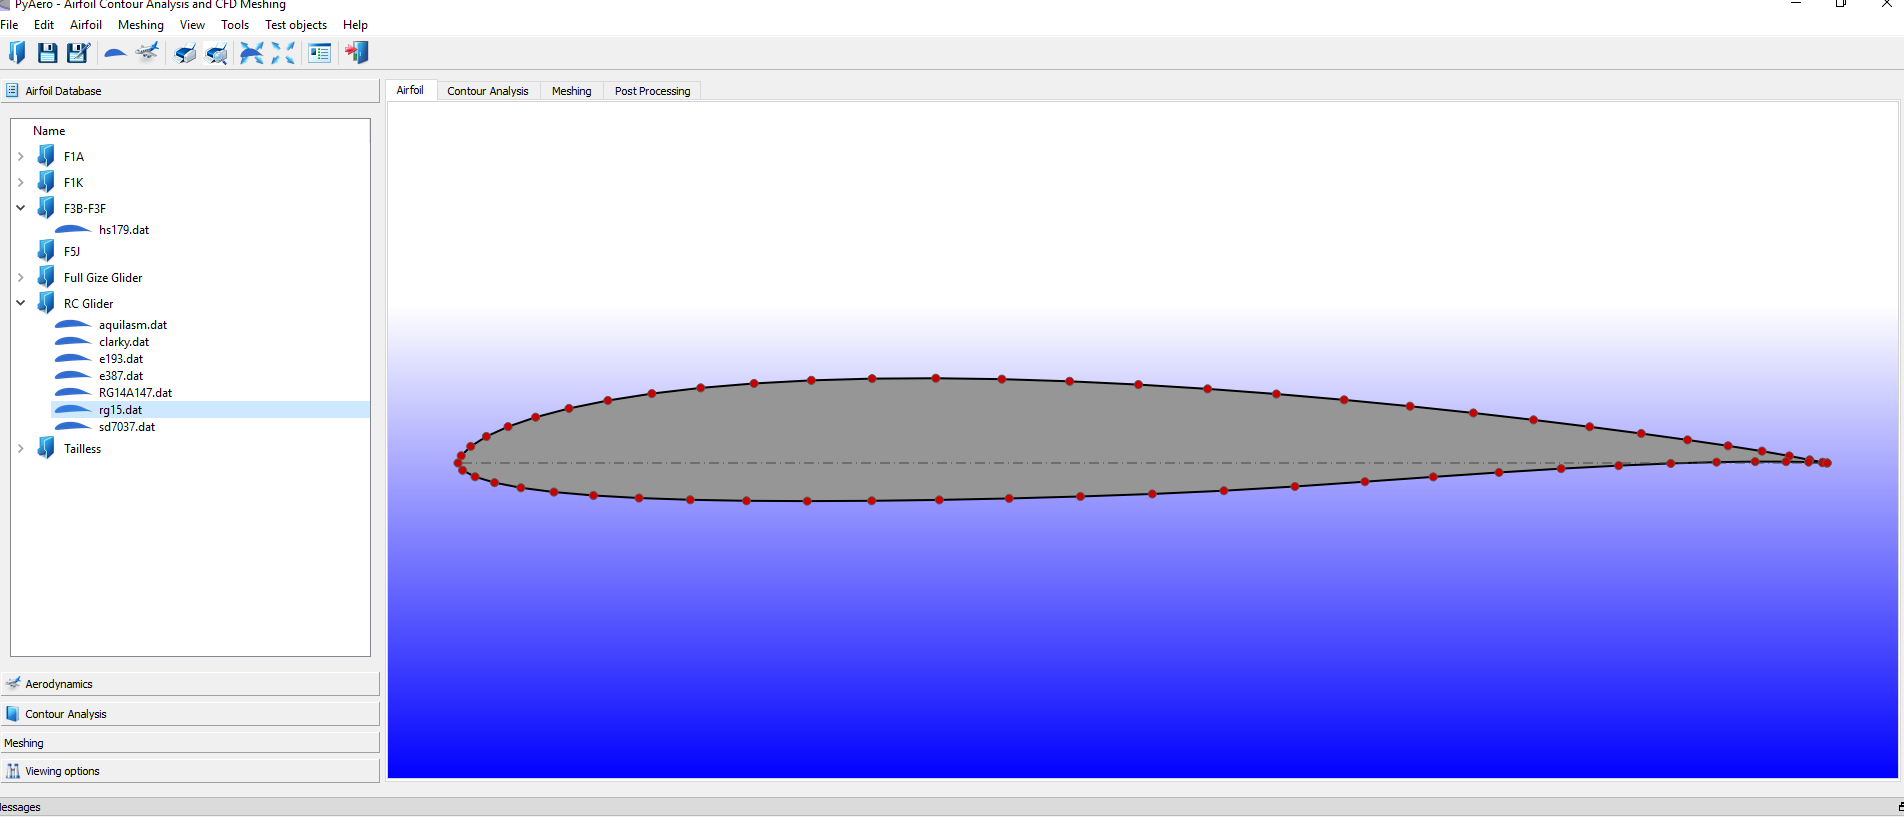 PyAero - Airfoil Contour Analysis and CFD Meshing
File Edit Airfoil Meshing View Tools Test objects Help
Airfoil Database
Name
F1A
F1K
F3B-F3F
hs179.dat
F5J
Full Gize Glider
RC Glider
aquilasm.dat
clarky.dat
e193.dat
e387.dat
RG14A147.dat
rg15.dat
sd7037.dat
Tailless
Aerodynamics
Contour Analysis
Meshing
Viewing options
Airfoil Contour Analysis Meshing Post Processing
lessages